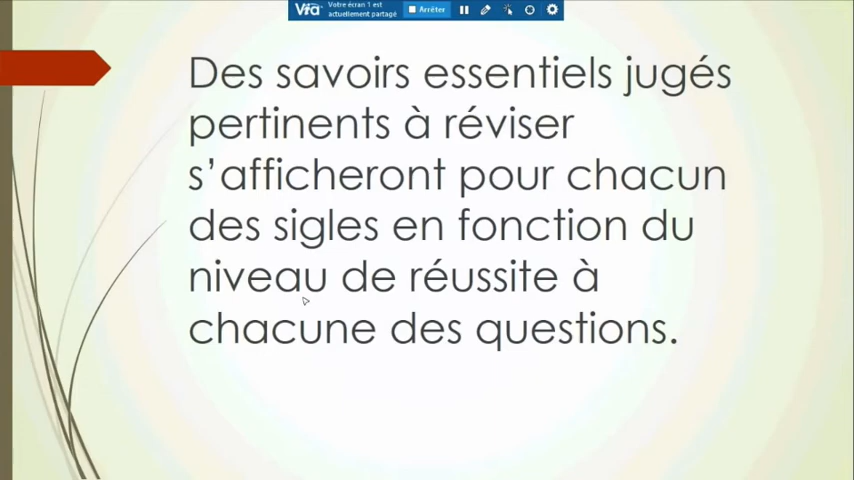 Via Votre écran 1 est
actuellement partagé
Arrêter
Des savoirs essentiels jugés
pertinents à réviser
s’afficheront pour chacun
des sigles en fonction du
niveau de réussite à
chacune des questions.